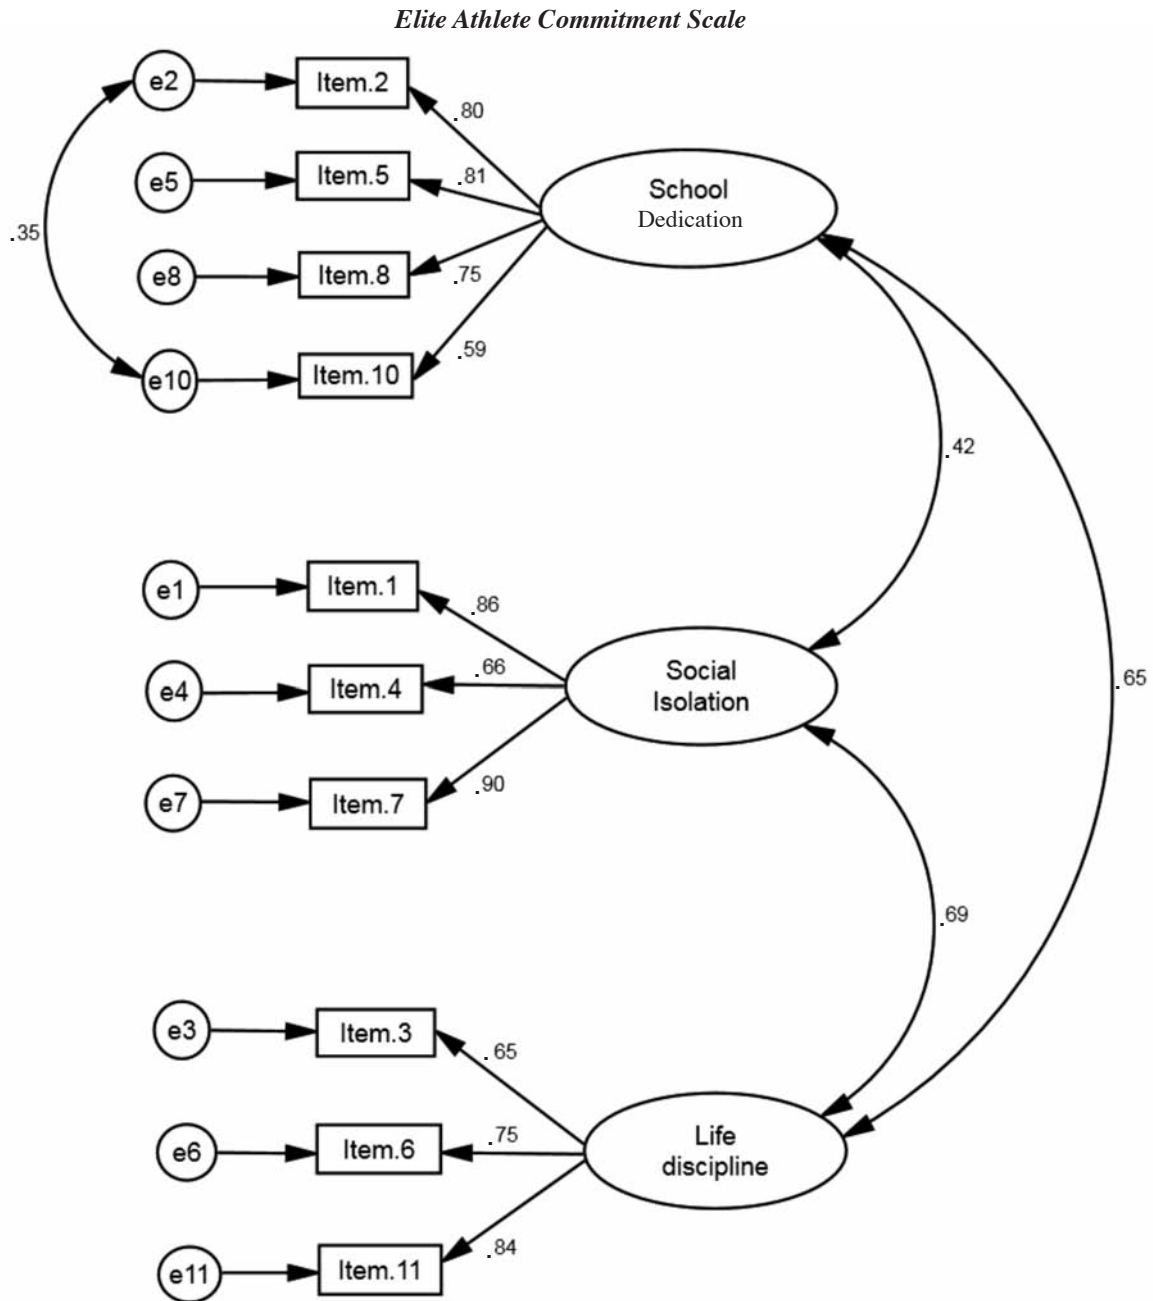 Elite Athlete Commitment Scale
e2
Item.2
.80
e5
Item.5
.81
School
Dedication
.35
e8
Item.8
.75
e10
Item.10
.59
.42
e1
Item.1
.86
e4
Item.4
.66
Social
Isolation
.65
e7
Item.7
.90
.69
e3
Item.3
.65
e6
Item.6
.75
Life
discipline
e11
Item.11
.84